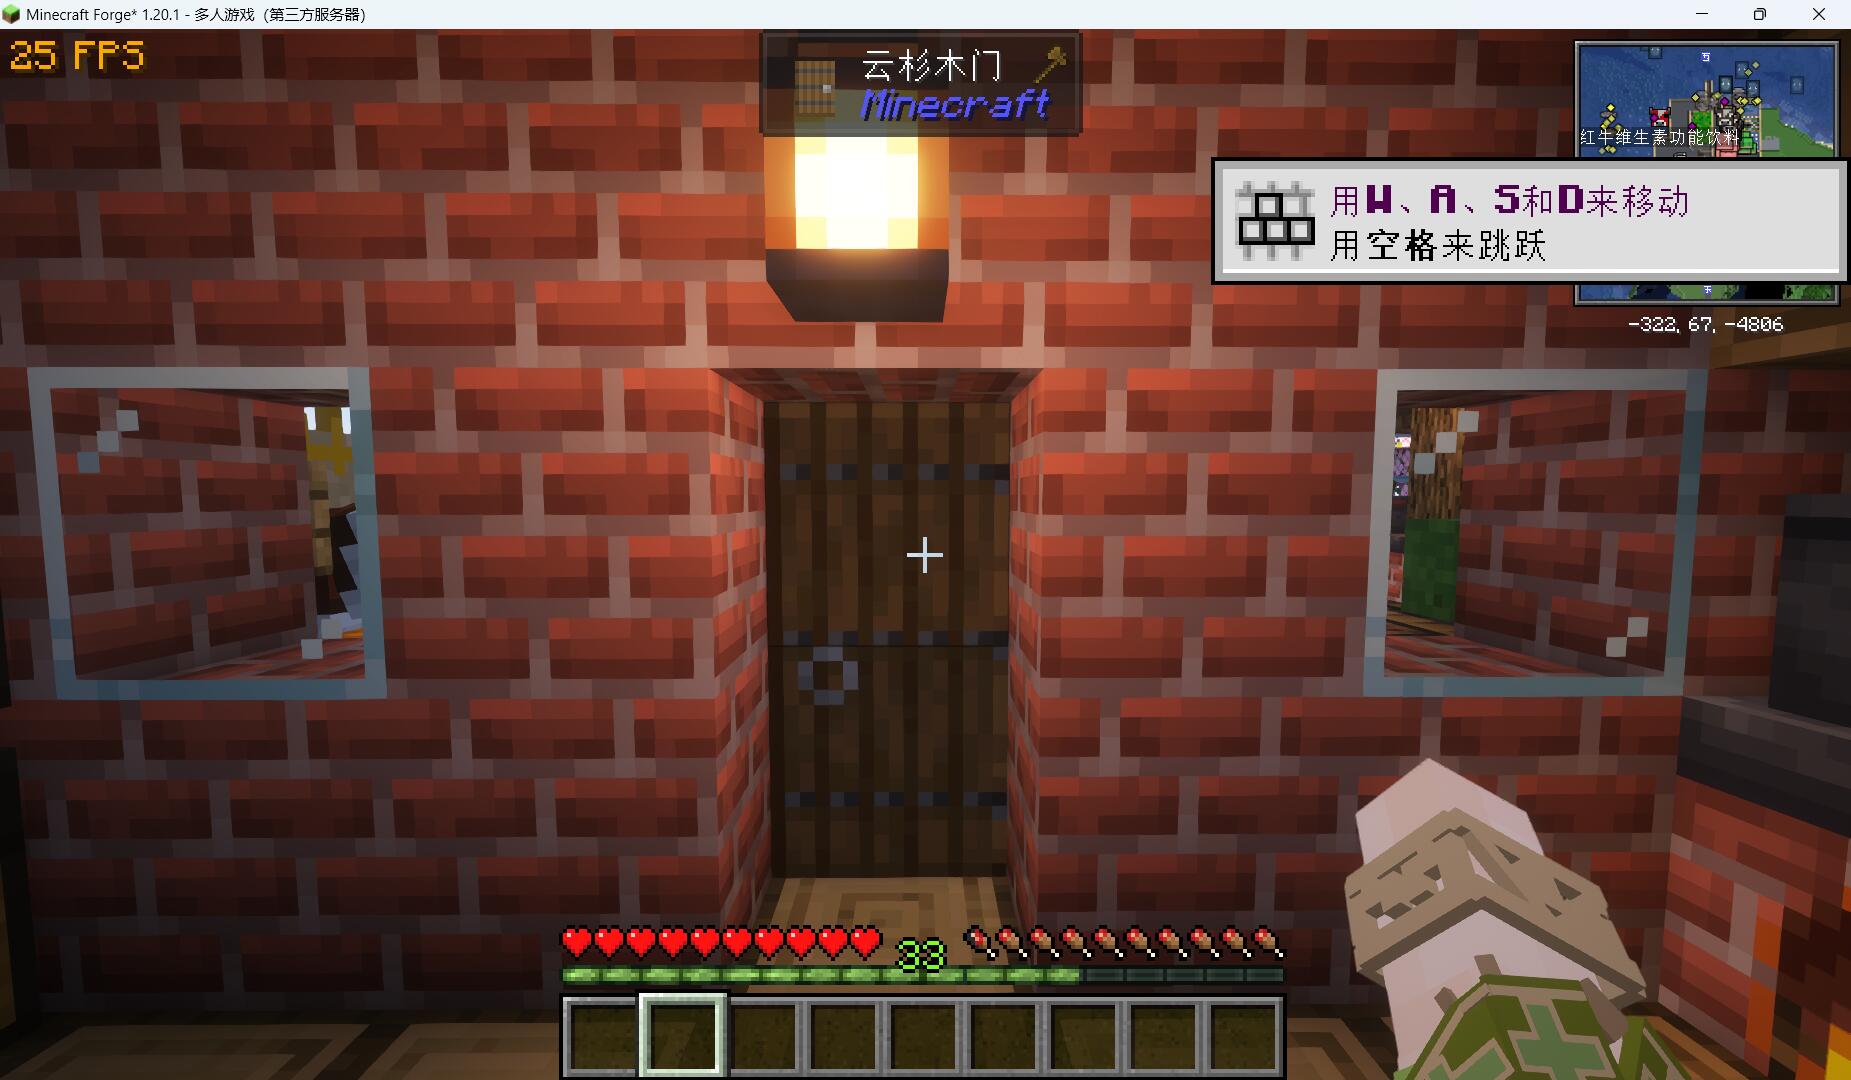 Minecraft Forge* 1.20.1 - 多人游戏（第三方服务器）
25 FPS
云杉木门
Minecraft
红牛维生素功能饮料
用W、A、S和D来移动
用空格来跳跃
-322, 67, -4806
33